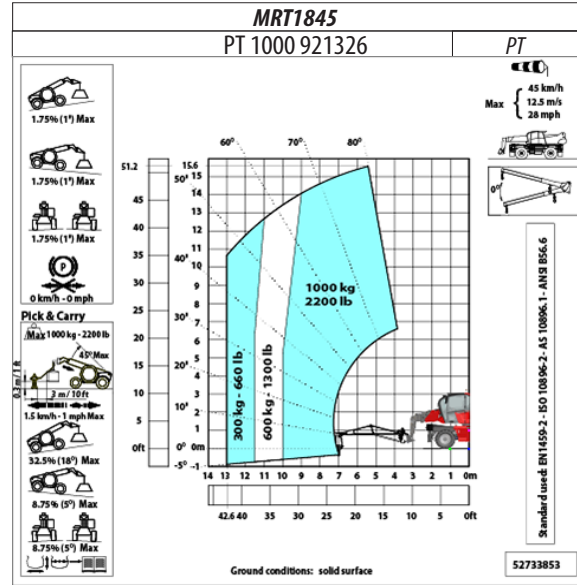 MRT1845
PT 1000 921326
PT
1.75% (1°) Max
1.75% (1°) Max
1.75% (1°) Max
P
0 km/h - 0 mph
Pick & Carry
Max 1000 kg - 2200 lb
45° Max
0.3 m / 1 ft
3 m / 10 ft
1.5 km/h - 1 mph Max
32.5% (18°) Max
8.75% (5°) Max
8.75% (5°) Max
Max
45 km/h
12.5 m/s
28 mph
0°
60°
70°
80°
50°
40°
30°
20°
10°
0°
-5°
51.2
45
40
35
30
25
20
15
10
5
0ft
15.6
15
14
13
12
11
10
9
8
7
6
5
4
3
2
1
0m
-1
1000 kg
2200 lb
300 kg - 660 lb
600 kg - 1300 lb
14 13 12 11 10 9 8 7 6 5 4 3 2 1 0m
42.6 40 35 30 25 20 15 10 5 0ft
Standard used: EN 1459-2 - ISO 10896-2 - AS 10896.1 - ANSI B56.6
Ground conditions: solid surface
52733853